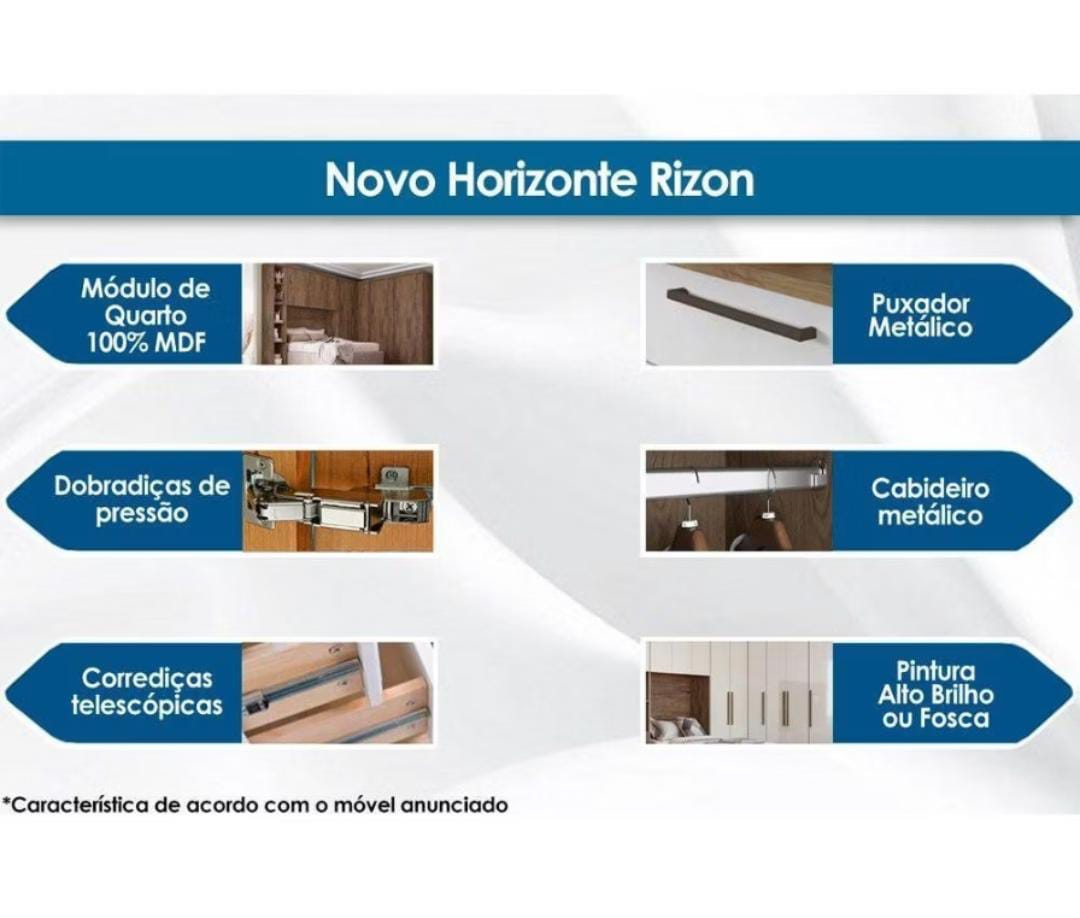 Novo Horizonte Rizon
Módulo de
Quarto
100% MDF
Puxador
Metálico
Dobradiças de
pressão
Cabideiro
metálico
Corrediças
telescópicas
Pintura
Alto Brilho
ou Fosca
*Característica de acordo com o móvel anunciado